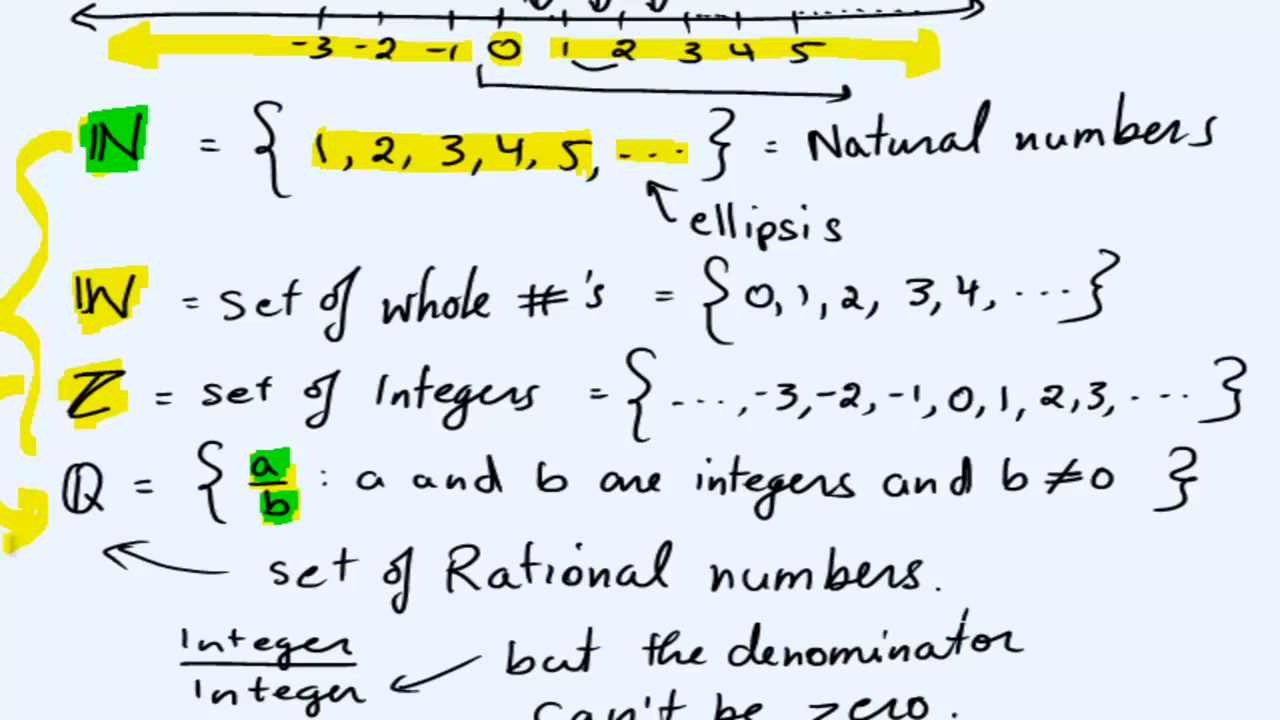 -3 -2 -1 0 1 2 3 4 5
ℕ = { 1, 2, 3, 4, 5, ... } = Natural numbers
ellipsis
𝕎 = set of whole #'s = { 0, 1, 2, 3, 4, ... }
ℤ = set of Integers = { ..., -3, -2, -1, 0, 1, 2, 3, ... }
ℚ = { a/b : a and b are integers and b ≠ 0 }
set of Rational numbers.
Integer/Integer but the denominator
can't be zero.